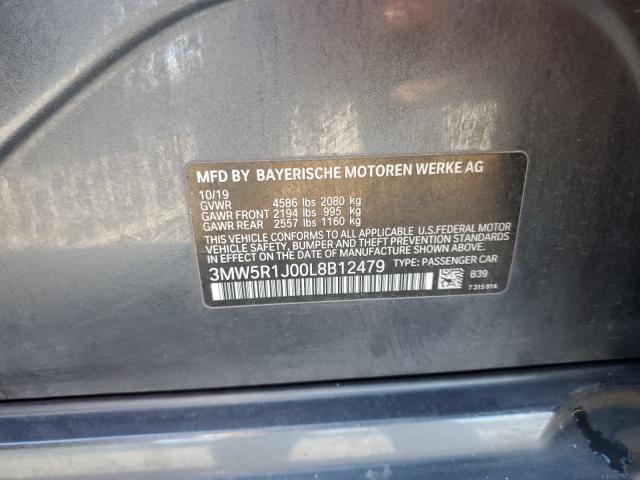 MFD BY BAYERISCHE MOTOREN WERKE AG
10/19
GVWR 4586 lbs 2080 kg
GAWR FRONT 2194 lbs 995 kg
GAWR REAR 2557 lbs 1160 kg
THIS VEHICLE CONFORMS TO ALL APPLICABLE U.S.FEDERAL MOTOR
VEHICLE SAFETY, BUMPER AND THEFT PREVENTION STANDARDS
IN EFFECT ON THE DATE OF MANUFACTURE SHOWN ABOVE.
3MW5R1J00L8B12479 TYPE: PASSENGER CAR
B39
7 315 814